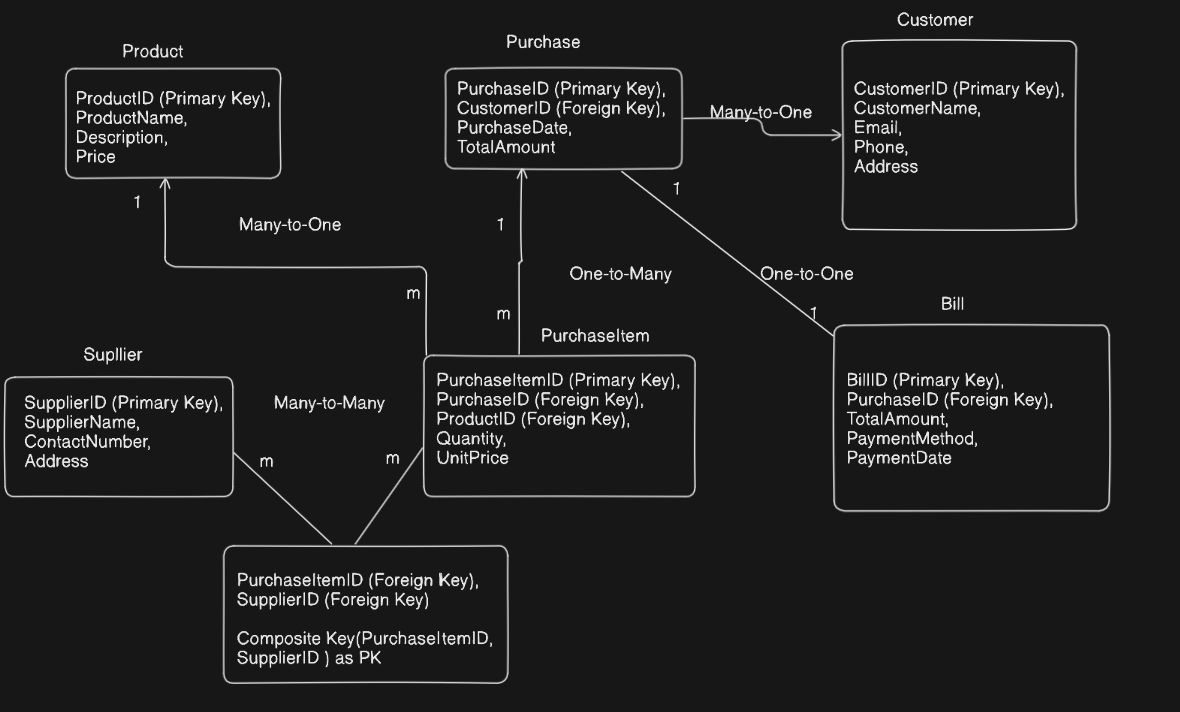 Customer
Purchase
Product
PurchaseID (Primary Key),
CustomerID (Foreign Key),
PurchaseDate,
TotalAmount
Many-to-One
CustomerID (Primary Key),
CustomerName,
Email,
Phone,
Address
ProductID (Primary Key),
ProductName,
Description,
Price
1
Many-to-One
m
1
One-to-Many
m
1
One-to-One
1
Bill
PurchaseItem
Supllier
SupplierID (Primary Key),
SupplierName,
ContactNumber,
Address
Many-to-Many
m
m
PurchaseItemID (Primary Key),
PurchaseID (Foreign Key),
ProductID (Foreign Key),
Quantity,
UnitPrice
BillID (Primary Key),
PurchaseID (Foreign Key),
TotalAmount,
PaymentMethod,
PaymentDate
PurchaseItemID (Foreign Key),
SupplierID (Foreign Key)
Composite Key(PurchaseItemID,
SupplierID ) as PK